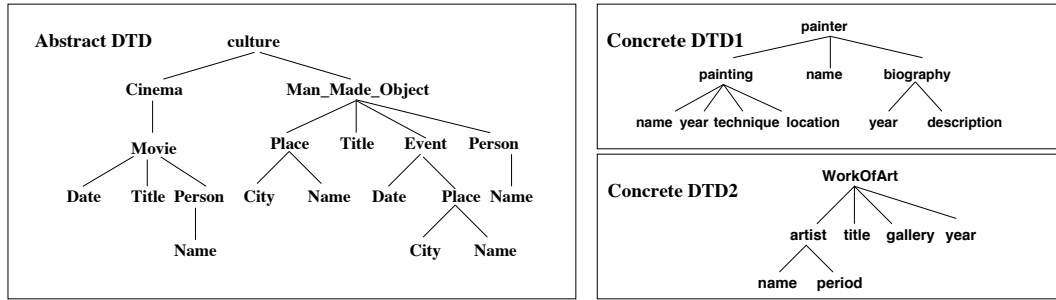 Abstract DTD
culture
Cinema Man_Made_Object
Movie Place Title Event Person
Date Title Person City Name Date Place Name
Name City Name
Concrete DTD1
painter
painting name biography
name year technique location year description
Concrete DTD2
WorkOfArt
artist title gallery year
name period